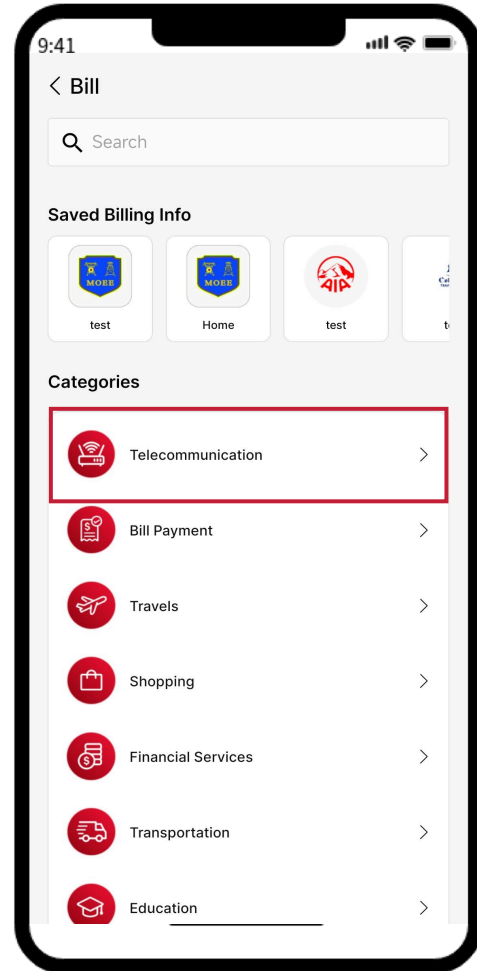 9:41
Bill
Search
Saved Billing Info
MOEE
MOEE
AIA
test
Home
test
Categories
Telecommunication
Bill Payment
Travels
Shopping
Financial Services
Transportation
Education